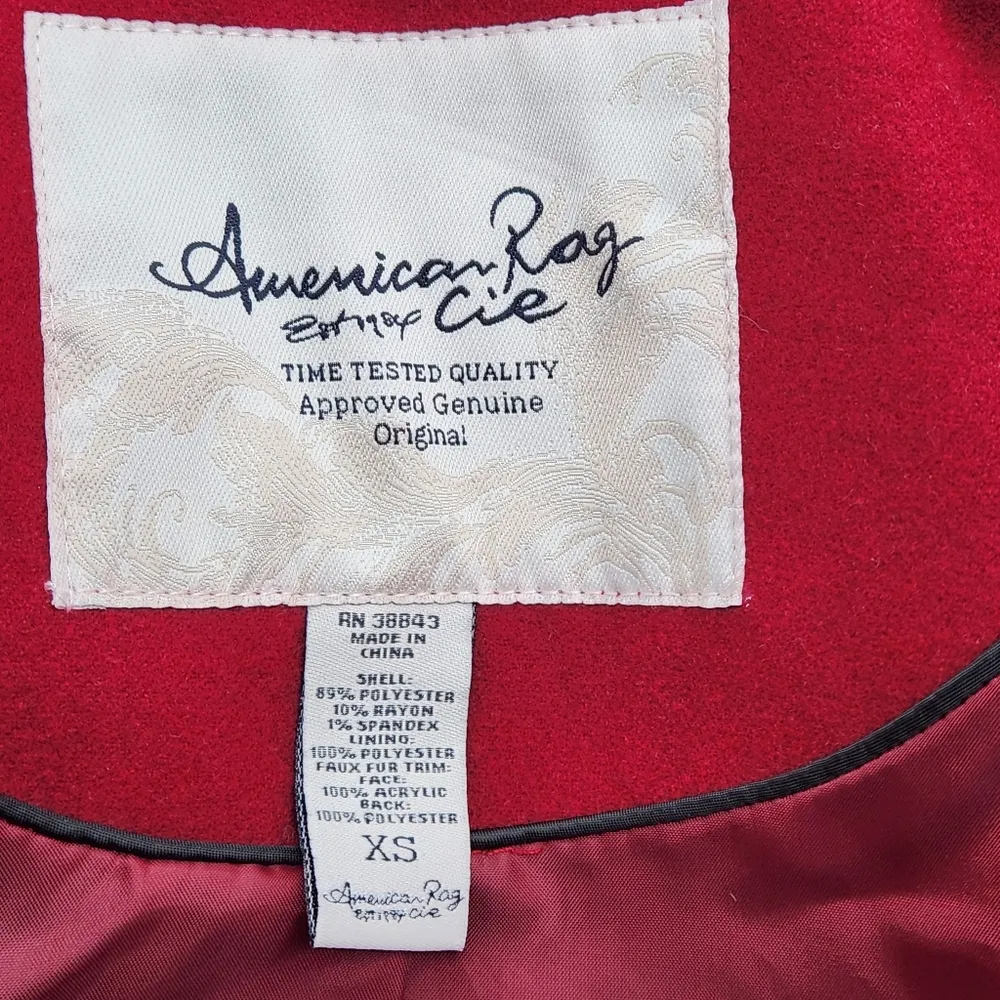 American Rag
Est 1984 Cie
TIME TESTED QUALITY
Approved Genuine
Original
RN 38843
MADE IN
CHINA
SHELL:
89% POLYESTER
10% RAYON
1% SPANDEX
LINING:
100% POLYESTER
FAUX FUR TRIM:
FACE:
100% ACRYLIC
BACK:
100% POLYESTER
XS
American Rag
Est 1984 Cie